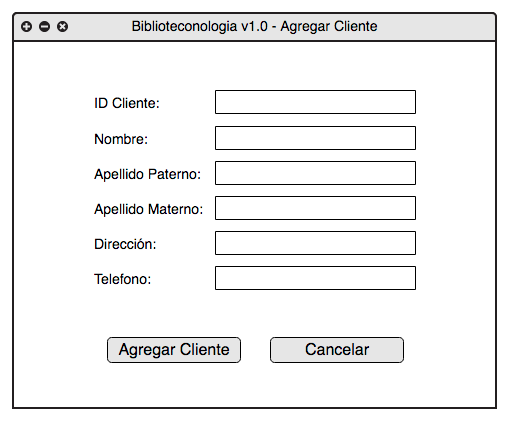 Biblioteconologia v1.0 - Agregar Cliente
ID Cliente:
Nombre:
Apellido Paterno:
Apellido Materno:
Dirección:
Telefono:
Agregar Cliente
Cancelar